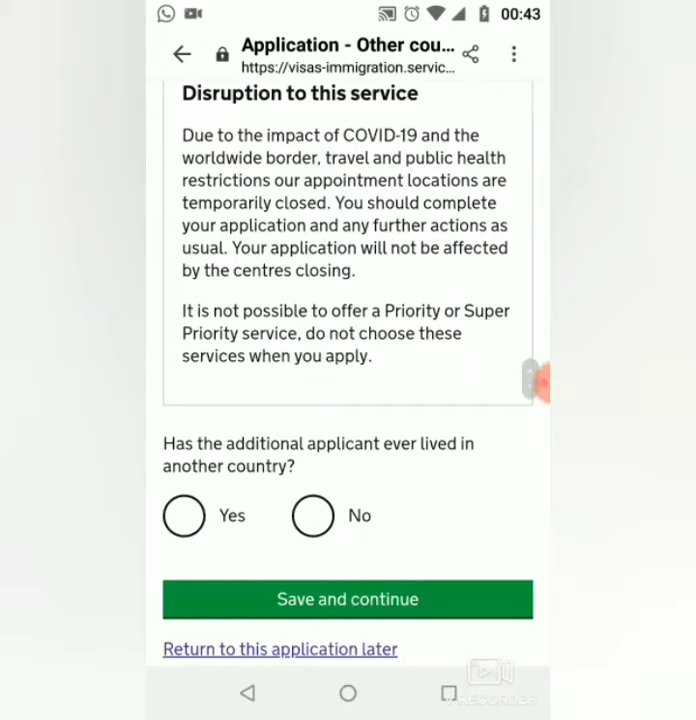 00:43
Application - Other cou...
https://visas-immigration.servic...
Disruption to this service
Due to the impact of COVID-19 and the
worldwide border, travel and public health
restrictions our appointment locations are
temporarily closed. You should complete
your application and any further actions as
usual. Your application will not be affected
by the centres closing.
It is not possible to offer a Priority or Super
Priority service, do not choose these
services when you apply.
Has the additional applicant ever lived in
another country?
Yes No
Save and continue
Return to this application later